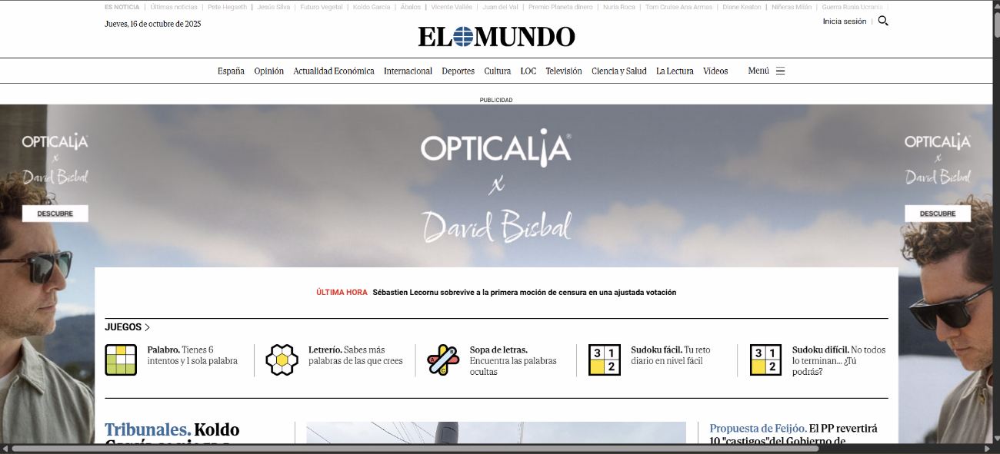 ES NOTICIA | Últimas noticias | Pete Hegseth | Jesús Silva | Futuro Vegetal | Koldo García | Ábalos | Vicente Vallés | Juan del Val | Premio Planeta dinero | Nuria Roca | Tom Cruise Ana Armas | Diane Keaton | Niñeras Milán | Guerra Rusia Ucrania |
Jueves, 16 de octubre de 2025
Inicia sesión |
EL MUNDO
España Opinión Actualidad Económica Internacional Deportes Cultura LOC Televisión Ciencia y Salud La Lectura Vídeos Menú
PUBLICIDAD
OPTICALIA
x
David Bisbal
DESCUBRE
OPTICALIA®
x
David Bisbal
OPTICALIA
x
David Bisbal
DESCUBRE
ÚLTIMA HORA Sébastien Lecornu sobrevive a la primera moción de censura en una ajustada votación
JUEGOS >
Palabro. Tienes 6
intentos y 1 sola palabra
Letrerío. Sabes más
palabras de las que crees
A
B
C
Sopa de letras.
Encuentra las palabras
ocultas
3 1
2
Sudoku fácil. Tu reto
diario en nivel fácil
3 1
2
Sudoku difícil. No todos
lo terminan... ¿Tú
podrás?
Tribunales. Koldo
Propuesta de Feijóo. El PP revertirá
10 "castigos"del Gobierno de